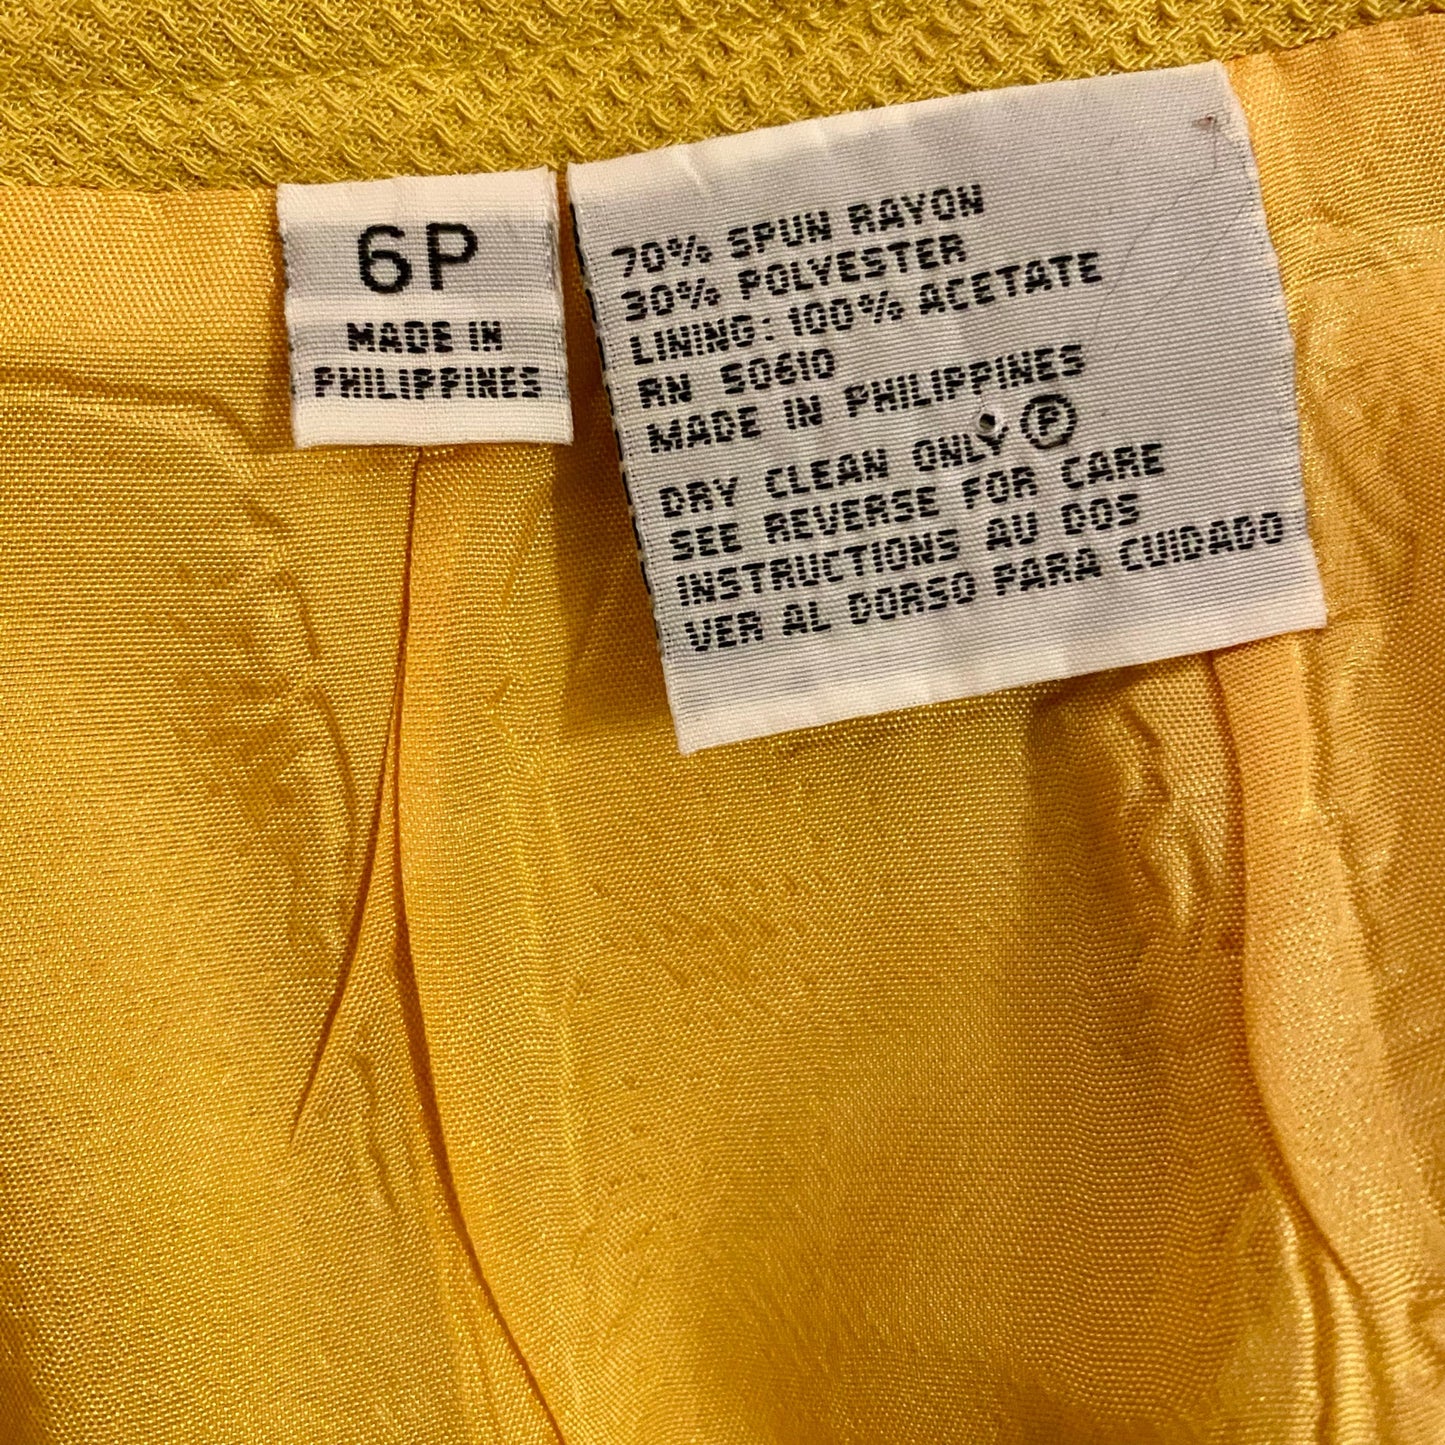 6P
MADE IN
PHILIPPINES
70% SPUN RAYON
30% POLYESTER
LINING: 100% ACETATE
RN 50610
MADE IN PHILIPPINES
DRY CLEAN ONLY Ⓟ
SEE REVERSE FOR CARE
INSTRUCTIONS AU DOS
VER AL DORSO PARA CUIDADO